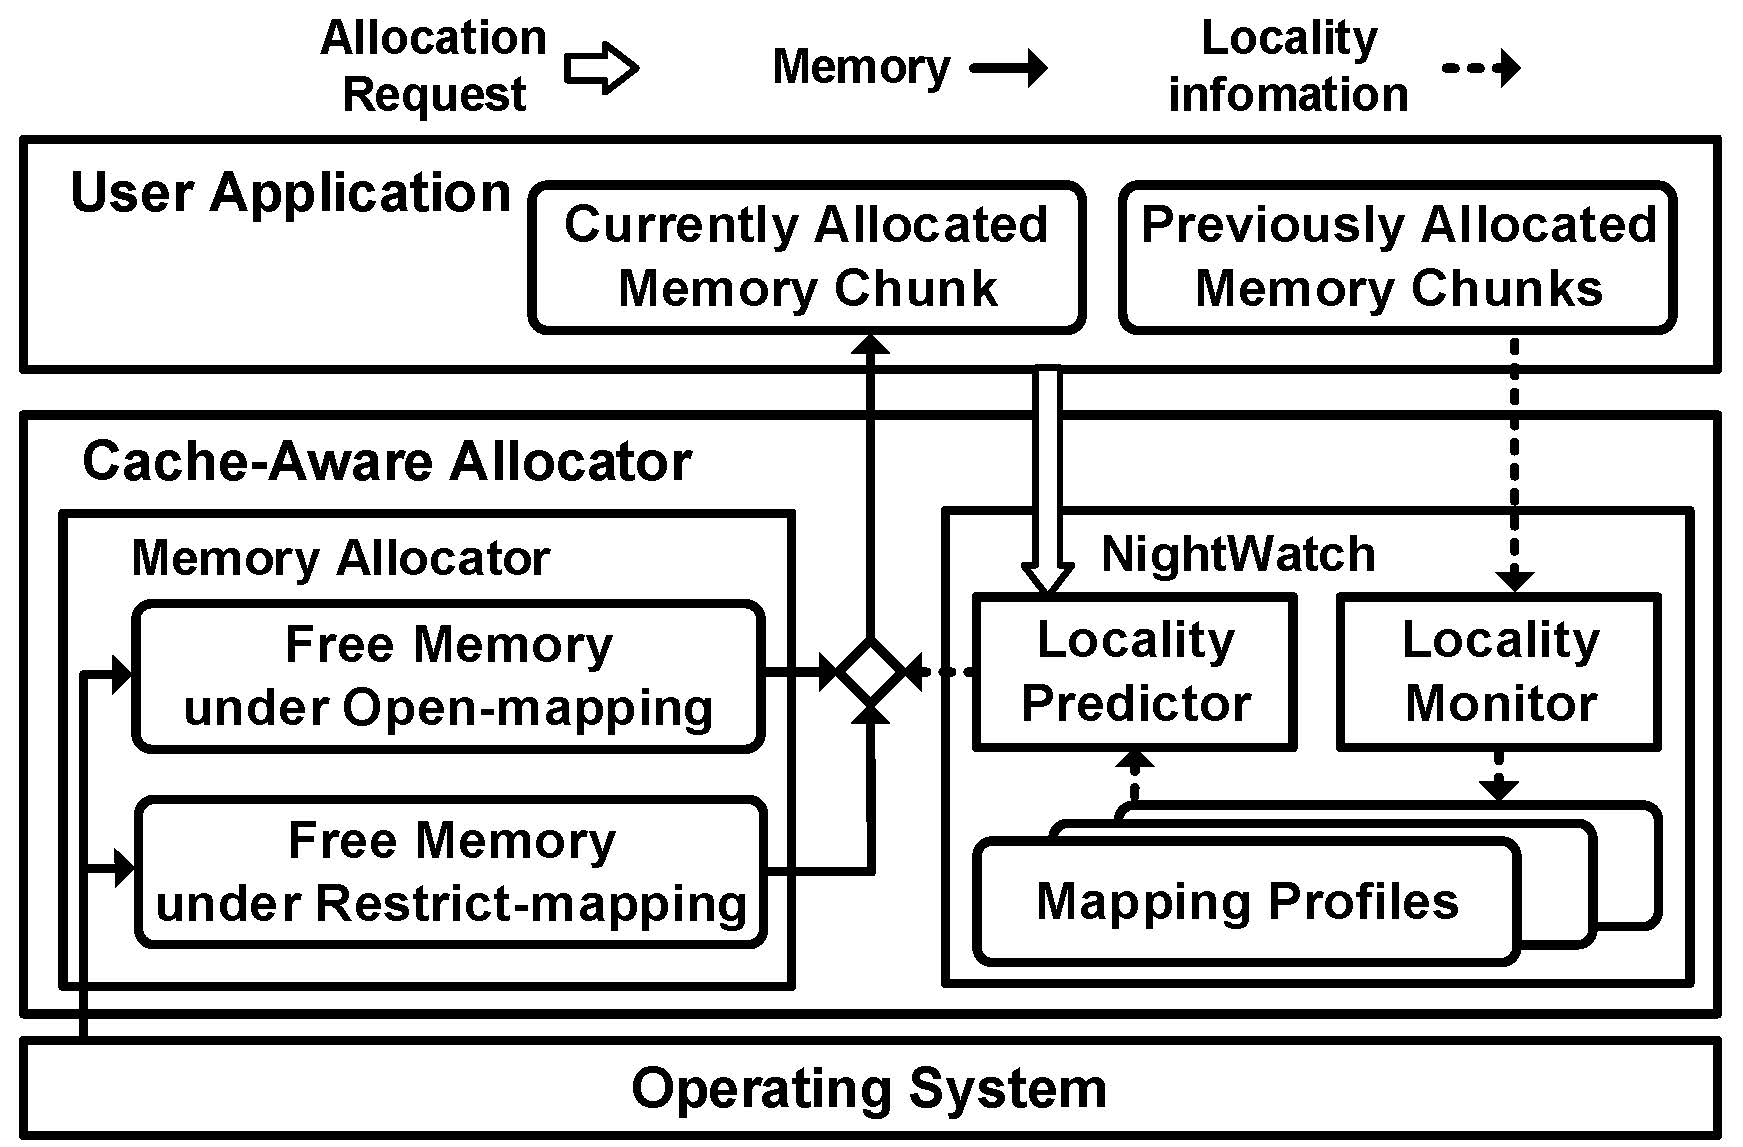 Allocation
Request
Memory
Locality
infomation
User Application
Currently Allocated
Memory Chunk
Previously Allocated
Memory Chunks
Cache-Aware Allocator
Memory Allocator
Free Memory
under Open-mapping
Free Memory
under Restrict-mapping
NightWatch
Locality
Predictor
Locality
Monitor
Mapping Profiles
Operating System